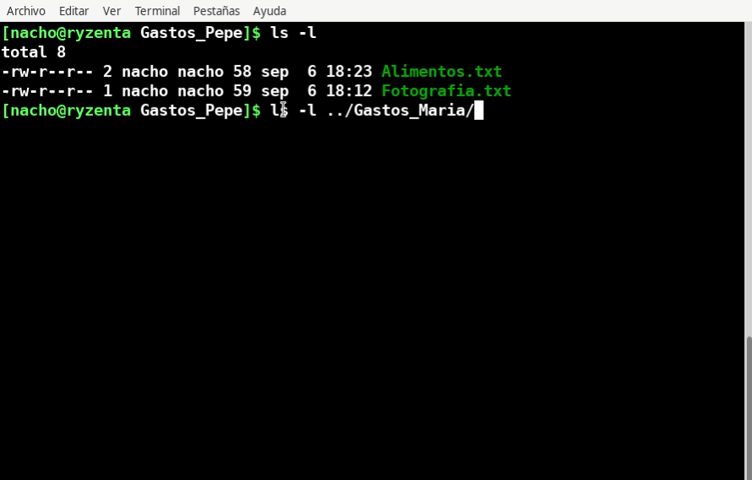 Archivo Editar Ver Terminal Pestañas Ayuda
[nacho@ryzenta Gastos_Pepe]$ ls -l
total 8
-rw-r--r-- 2 nacho nacho 58 sep  6 18:23 Alimentos.txt
-rw-r--r-- 1 nacho nacho 59 sep  6 18:12 Fotografia.txt
[nacho@ryzenta Gastos_Pepe]$ ls -l ../Gastos_Maria/